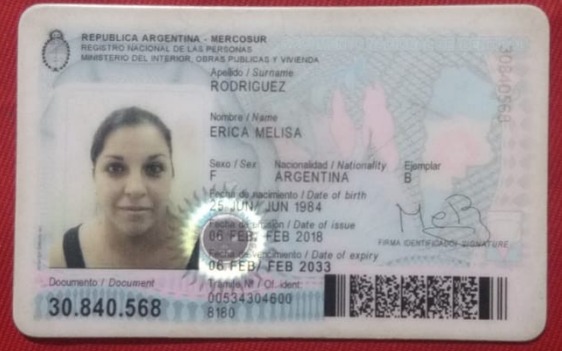 REPUBLICA ARGENTINA - MERCOSUR
REGISTRO NACIONAL DE LAS PERSONAS
MINISTERIO DEL INTERIOR, OBRAS PUBLICAS Y VIVIENDA
Apellido / Surname
RODRIGUEZ
Nombre / Name
ERICA MELISA
Sexo / Sex Nacionalidad / Nationality Ejemplar
F ARGENTINA B
Fecha de nacimiento / Date of birth
25 JUN/ JUN 1984
Fecha de emisión / Date of issue
06 FEB/ FEB 2018
FIRMA IDENTIFICADO/ SIGNATURE
Fecha de vencimiento / Date of expiry
06 FEB/ FEB 2033
Documento / Document
30.840.568
Trámite Nº / Of. ident.
00534304600
8180
30840568